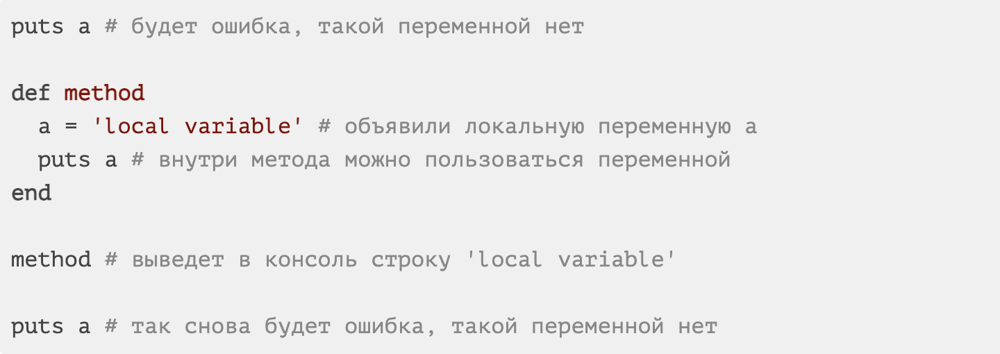 puts a # будет ошибка, такой переменной нет
def method
a = 'local variable' # объявили локальную переменную a
puts a # внутри метода можно пользоваться переменной
end
method # выведет в консоль строку 'local variable'
puts a # так снова будет ошибка, такой переменной нет